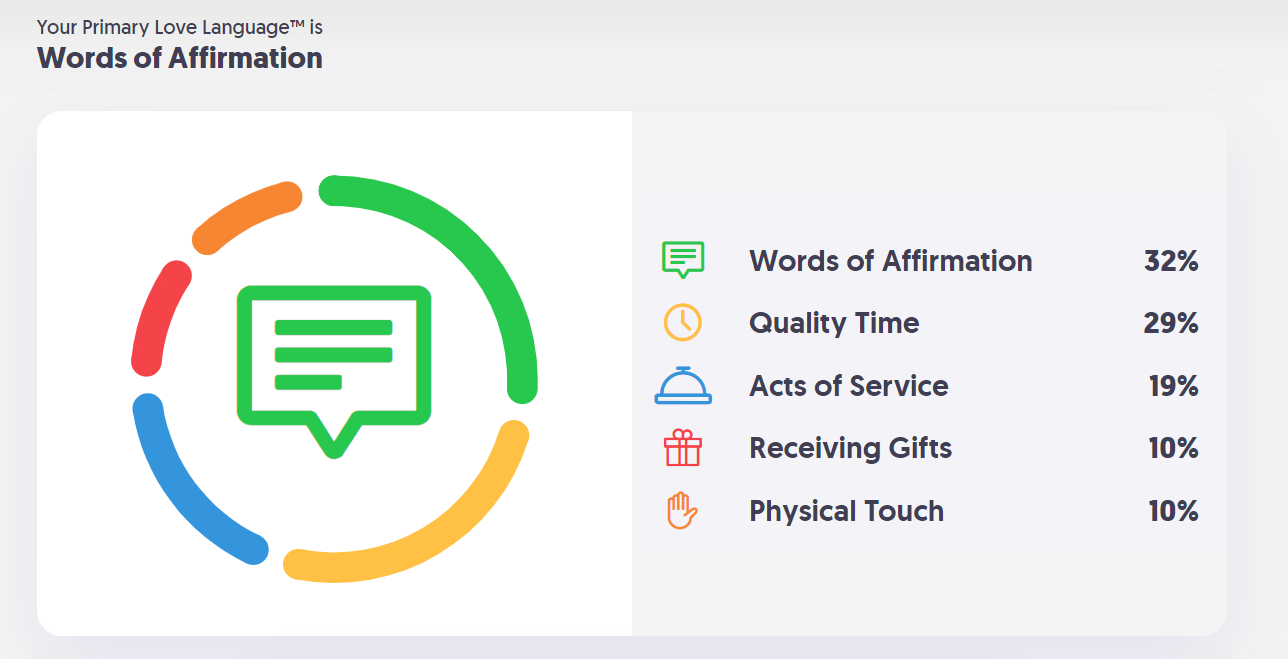 Your Primary Love Language™ is
Words of Affirmation
Words of Affirmation 32%
Quality Time 29%
Acts of Service 19%
Receiving Gifts 10%
Physical Touch 10%